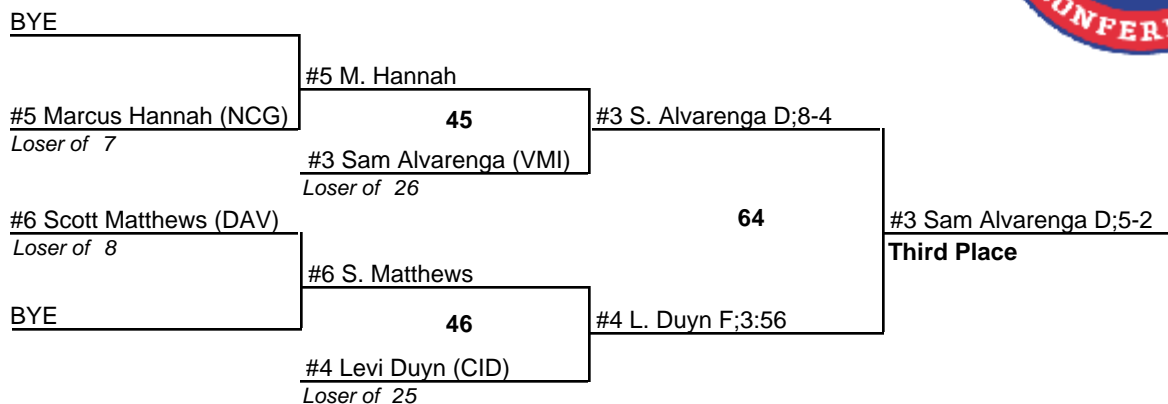 BYE
#5 M. Hannah
#5 Marcus Hannah (NCG)
45
#3 S. Alvarenga D;8-4
Loser of 7
#3 Sam Alvarenga (VMI)
Loser of 26
#6 Scott Matthews (DAV)
64
#3 Sam Alvarenga D;5-2
Loser of 8
Third Place
#6 S. Matthews
BYE
46
#4 L. Duyn F;3:56
#4 Levi Duyn (CID)
Loser of 25